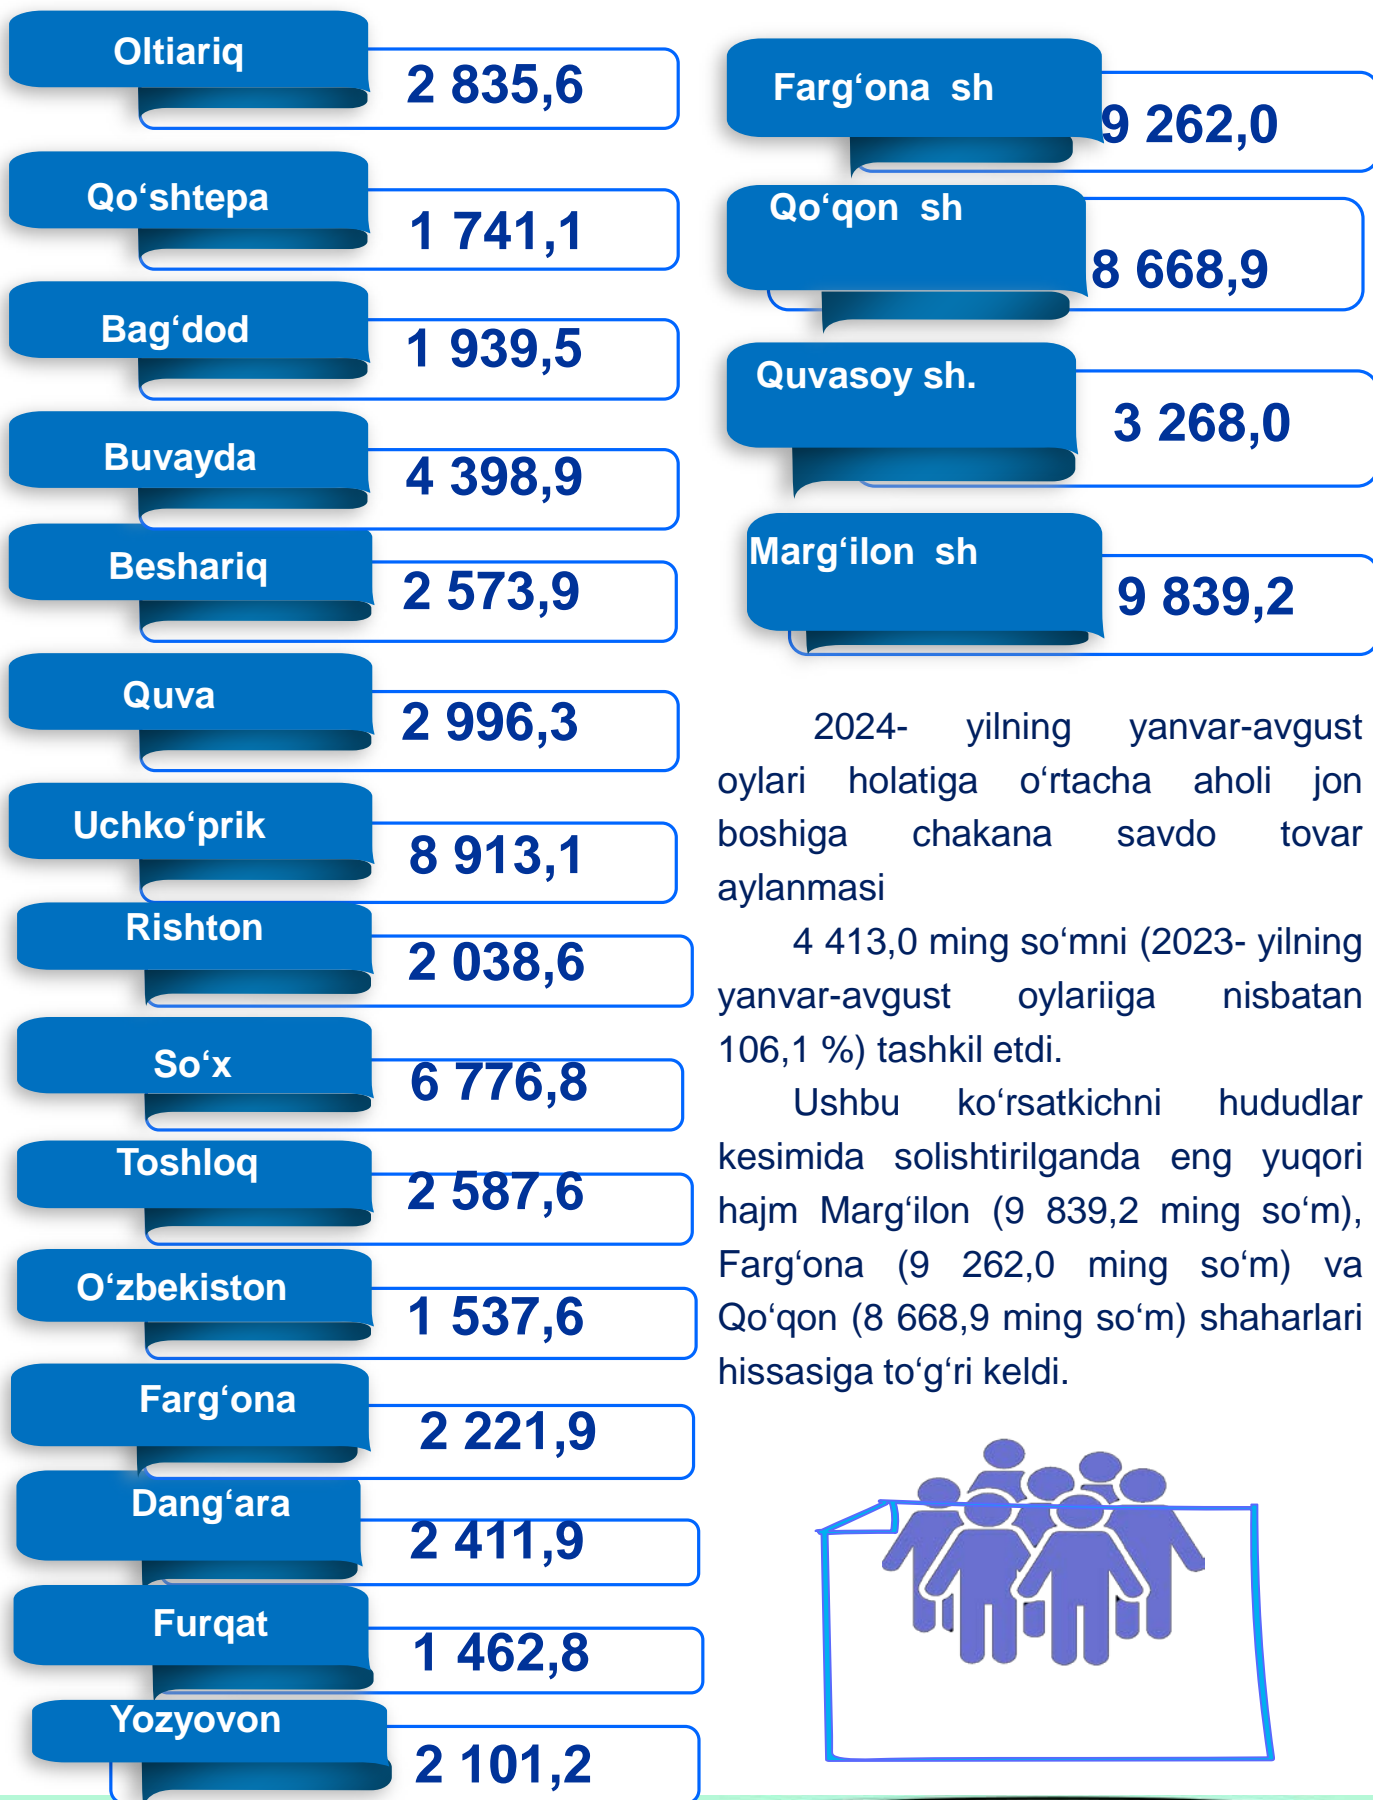 Oltiariq
2 835,6
Qo‘shtepa
1 741,1
Bag‘dod
1 939,5
Buvayda
4 398,9
Beshariq
2 573,9
Quva
2 996,3
Uchko‘prik
8 913,1
Rishton
2 038,6
So‘x
6 776,8
Toshloq
2 587,6
O‘zbekiston
1 537,6
Farg‘ona
2 221,9
Dang‘ara
2 411,9
Furqat
1 462,8
Yozyovon
2 101,2
Farg‘ona sh
9 262,0
Qo‘qon sh
8 668,9
Quvasoy sh.
3 268,0
Marg‘ilon sh
9 839,2
2024- yilning yanvar-avgust
oylari holatiga o‘rtacha aholi jon
boshiga chakana savdo tovar
aylanmasi
4 413,0 ming so‘mni (2023- yilning
yanvar-avgust oylariiga nisbatan
106,1 %) tashkil etdi.
Ushbu ko‘rsatkichni hududlar
kesimida solishtirilganda eng yuqori
hajm Marg‘ilon (9 839,2 ming so‘m),
Farg‘ona (9 262,0 ming so‘m) va
Qo‘qon (8 668,9 ming so‘m) shaharlari
hissasiga to‘g‘ri keldi.